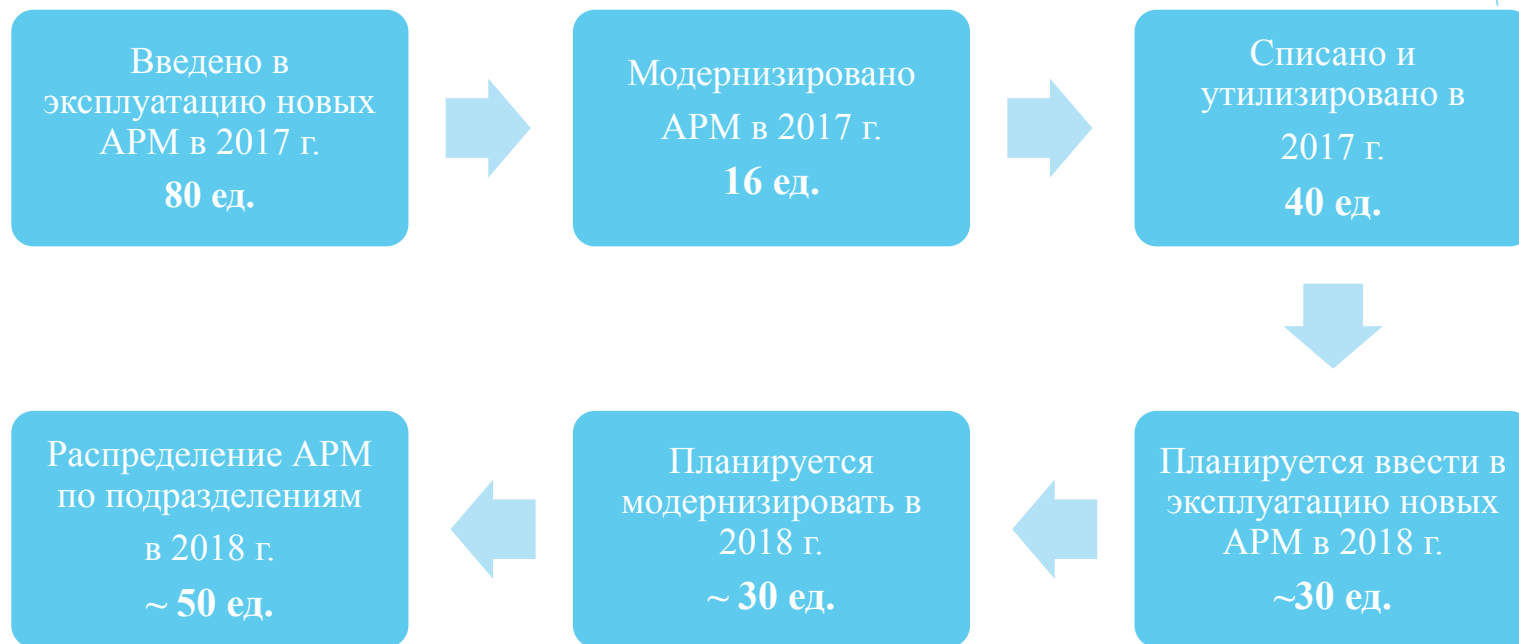 Введено в
эксплуатацию новых
АРМ в 2017 г.
80 ед.
Модернизировано
АРМ в 2017 г.
16 ед.
Списано и
утилизировано в
2017 г.
40 ед.
Планируется ввести в
эксплуатацию новых
АРМ в 2018 г.
~30 ед.
Планируется
модернизировать в
2018 г.
~ 30 ед.
Распределение АРМ
по подразделениям
в 2018 г.
~ 50 ед.